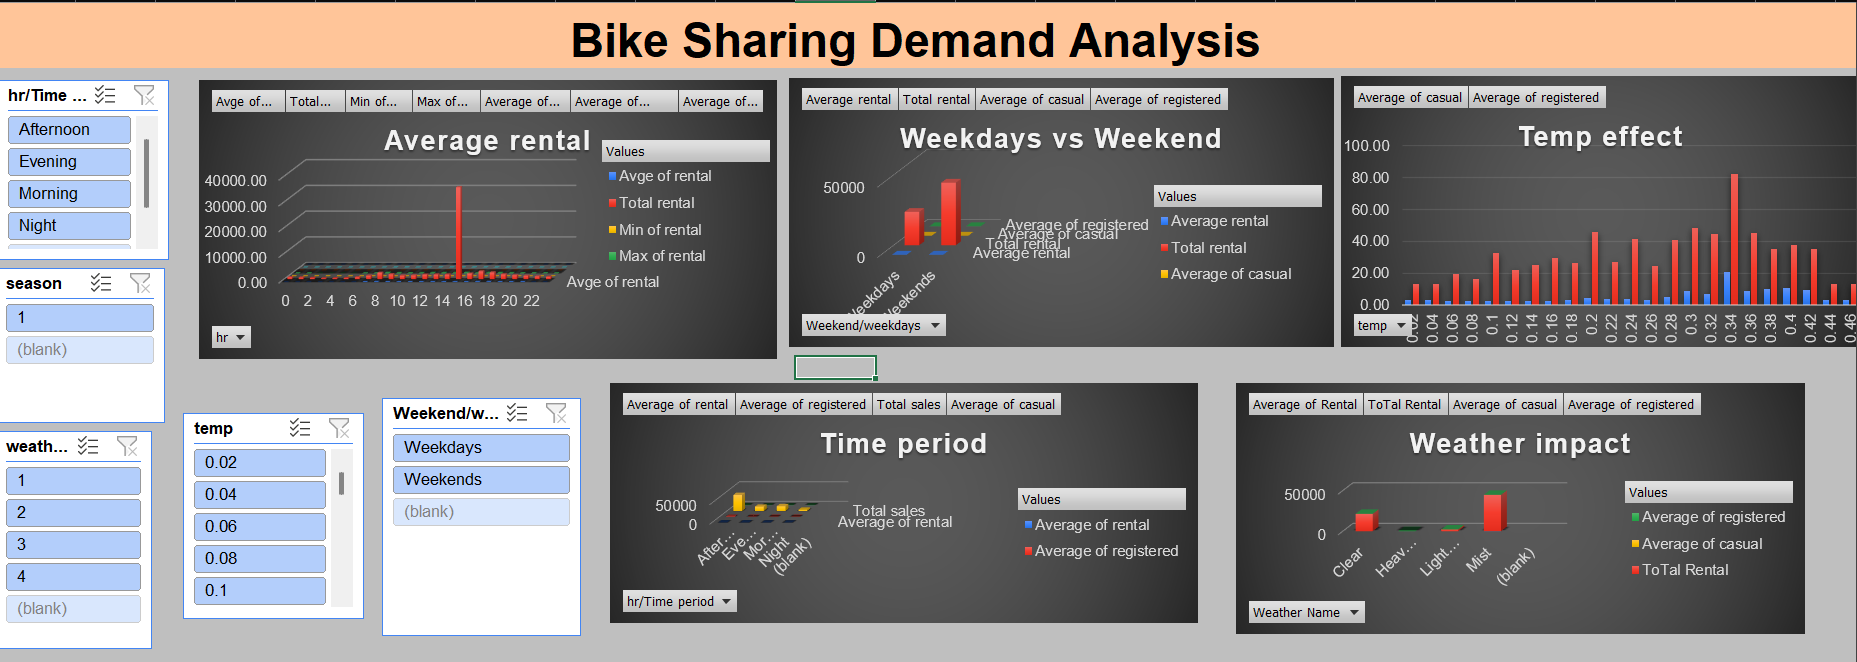 Bike Sharing Demand Analysis
hr/Time ...
Afternoon
Evening
Morning
Night
season
1
(blank)
weath...
1
2
3
4
(blank)
temp
0.02
0.04
0.06
0.08
0.1
Weekend/w...
Weekdays
Weekends
(blank)
Avge of... Total... Min of... Max of... Average of... Average of... Average of...
Average rental
Values
Avge of rental
Total rental
Min of rental
Max of rental
40000.00
30000.00
20000.00
10000.00
0.00
Avge of rental
0 2 4 6 8 10 12 14 16 18 20 22
hr
Average rental Total rental Average of casual Average of registered
Weekdays vs Weekend
50000
0
Average of registered
Average of casual
Total rental
Average rental
Values
Average rental
Total rental
Average of casual
Weekdays
Weekends
Weekend/weekdays
Average of casual Average of registered
Temp effect
100.00
80.00
60.00
40.00
20.00
0.00
0.02 0.04 0.06 0.08 0.1 0.12 0.14 0.16 0.18 0.2 0.22 0.24 0.26 0.28 0.3 0.32 0.34 0.36 0.38 0.4 0.42 0.44 0.46
temp
Average of rental Average of registered Total sales Average of casual
Time period
50000
0
Total sales
Average of rental
After... Eve... Mor... Night (blank)
Values
Average of rental
Average of registered
hr/Time period
Average of Rental ToTal Rental Average of casual Average of registered
Weather impact
50000
0
Clear Heav... Light... Mist (blank)
Values
Average of registered
Average of casual
ToTal Rental
Weather Name